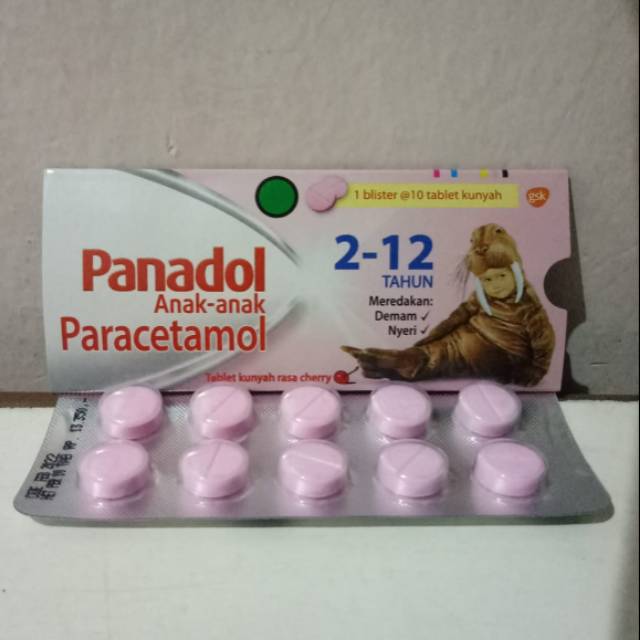 1 blister @10 tablet kunyah
gsk
Panadol
Anak-anak
Paracetamol
2-12
TAHUN
Meredakan:
Demam ✓
Nyeri ✓
Tablet kunyah rasa cherry